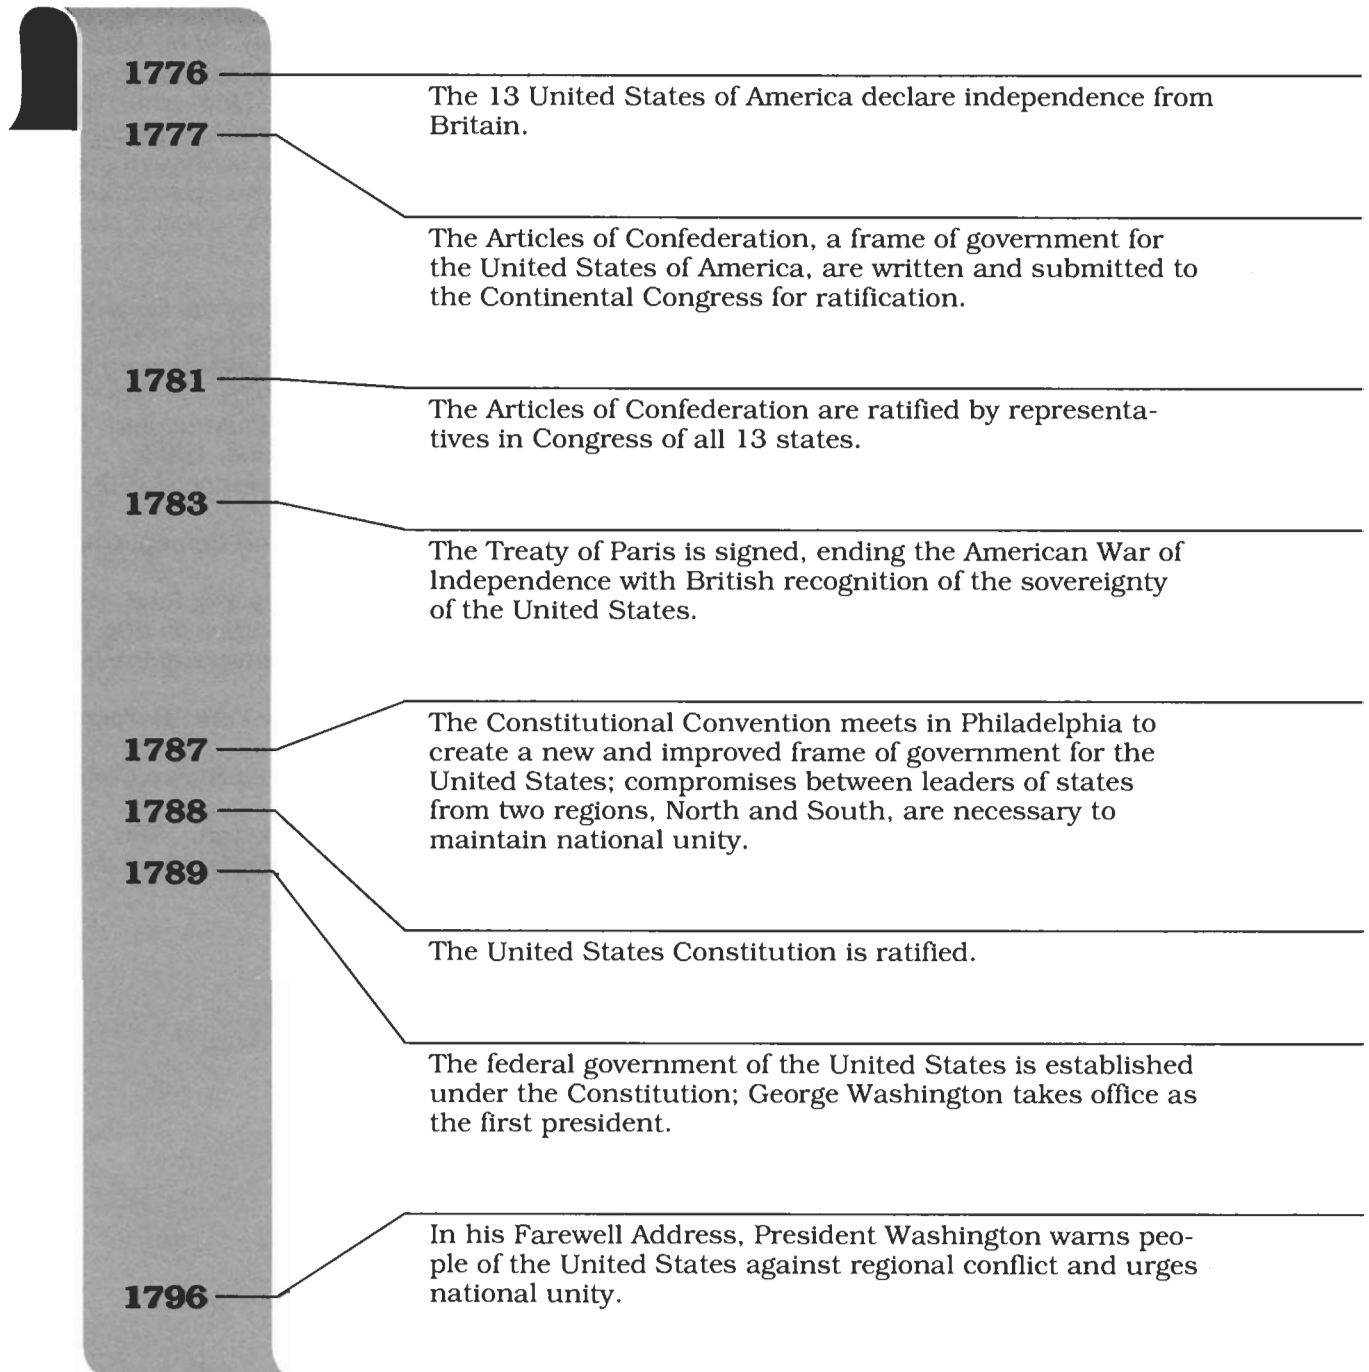 1776
The 13 United States of America declare independence from
Britain.
1777
The Articles of Confederation, a frame of government for
the United States of America, are written and submitted to
the Continental Congress for ratification.
1781
The Articles of Confederation are ratified by representa-
tives in Congress of all 13 states.
1783
The Treaty of Paris is signed, ending the American War of
Independence with British recognition of the sovereignty
of the United States.
1787
The Constitutional Convention meets in Philadelphia to
create a new and improved frame of government for the
United States; compromises between leaders of states
from two regions, North and South, are necessary to
maintain national unity.
1788
The United States Constitution is ratified.
1789
The federal government of the United States is established
under the Constitution; George Washington takes office as
the first president.
1796
In his Farewell Address, President Washington warns peo-
ple of the United States against regional conflict and urges
national unity.